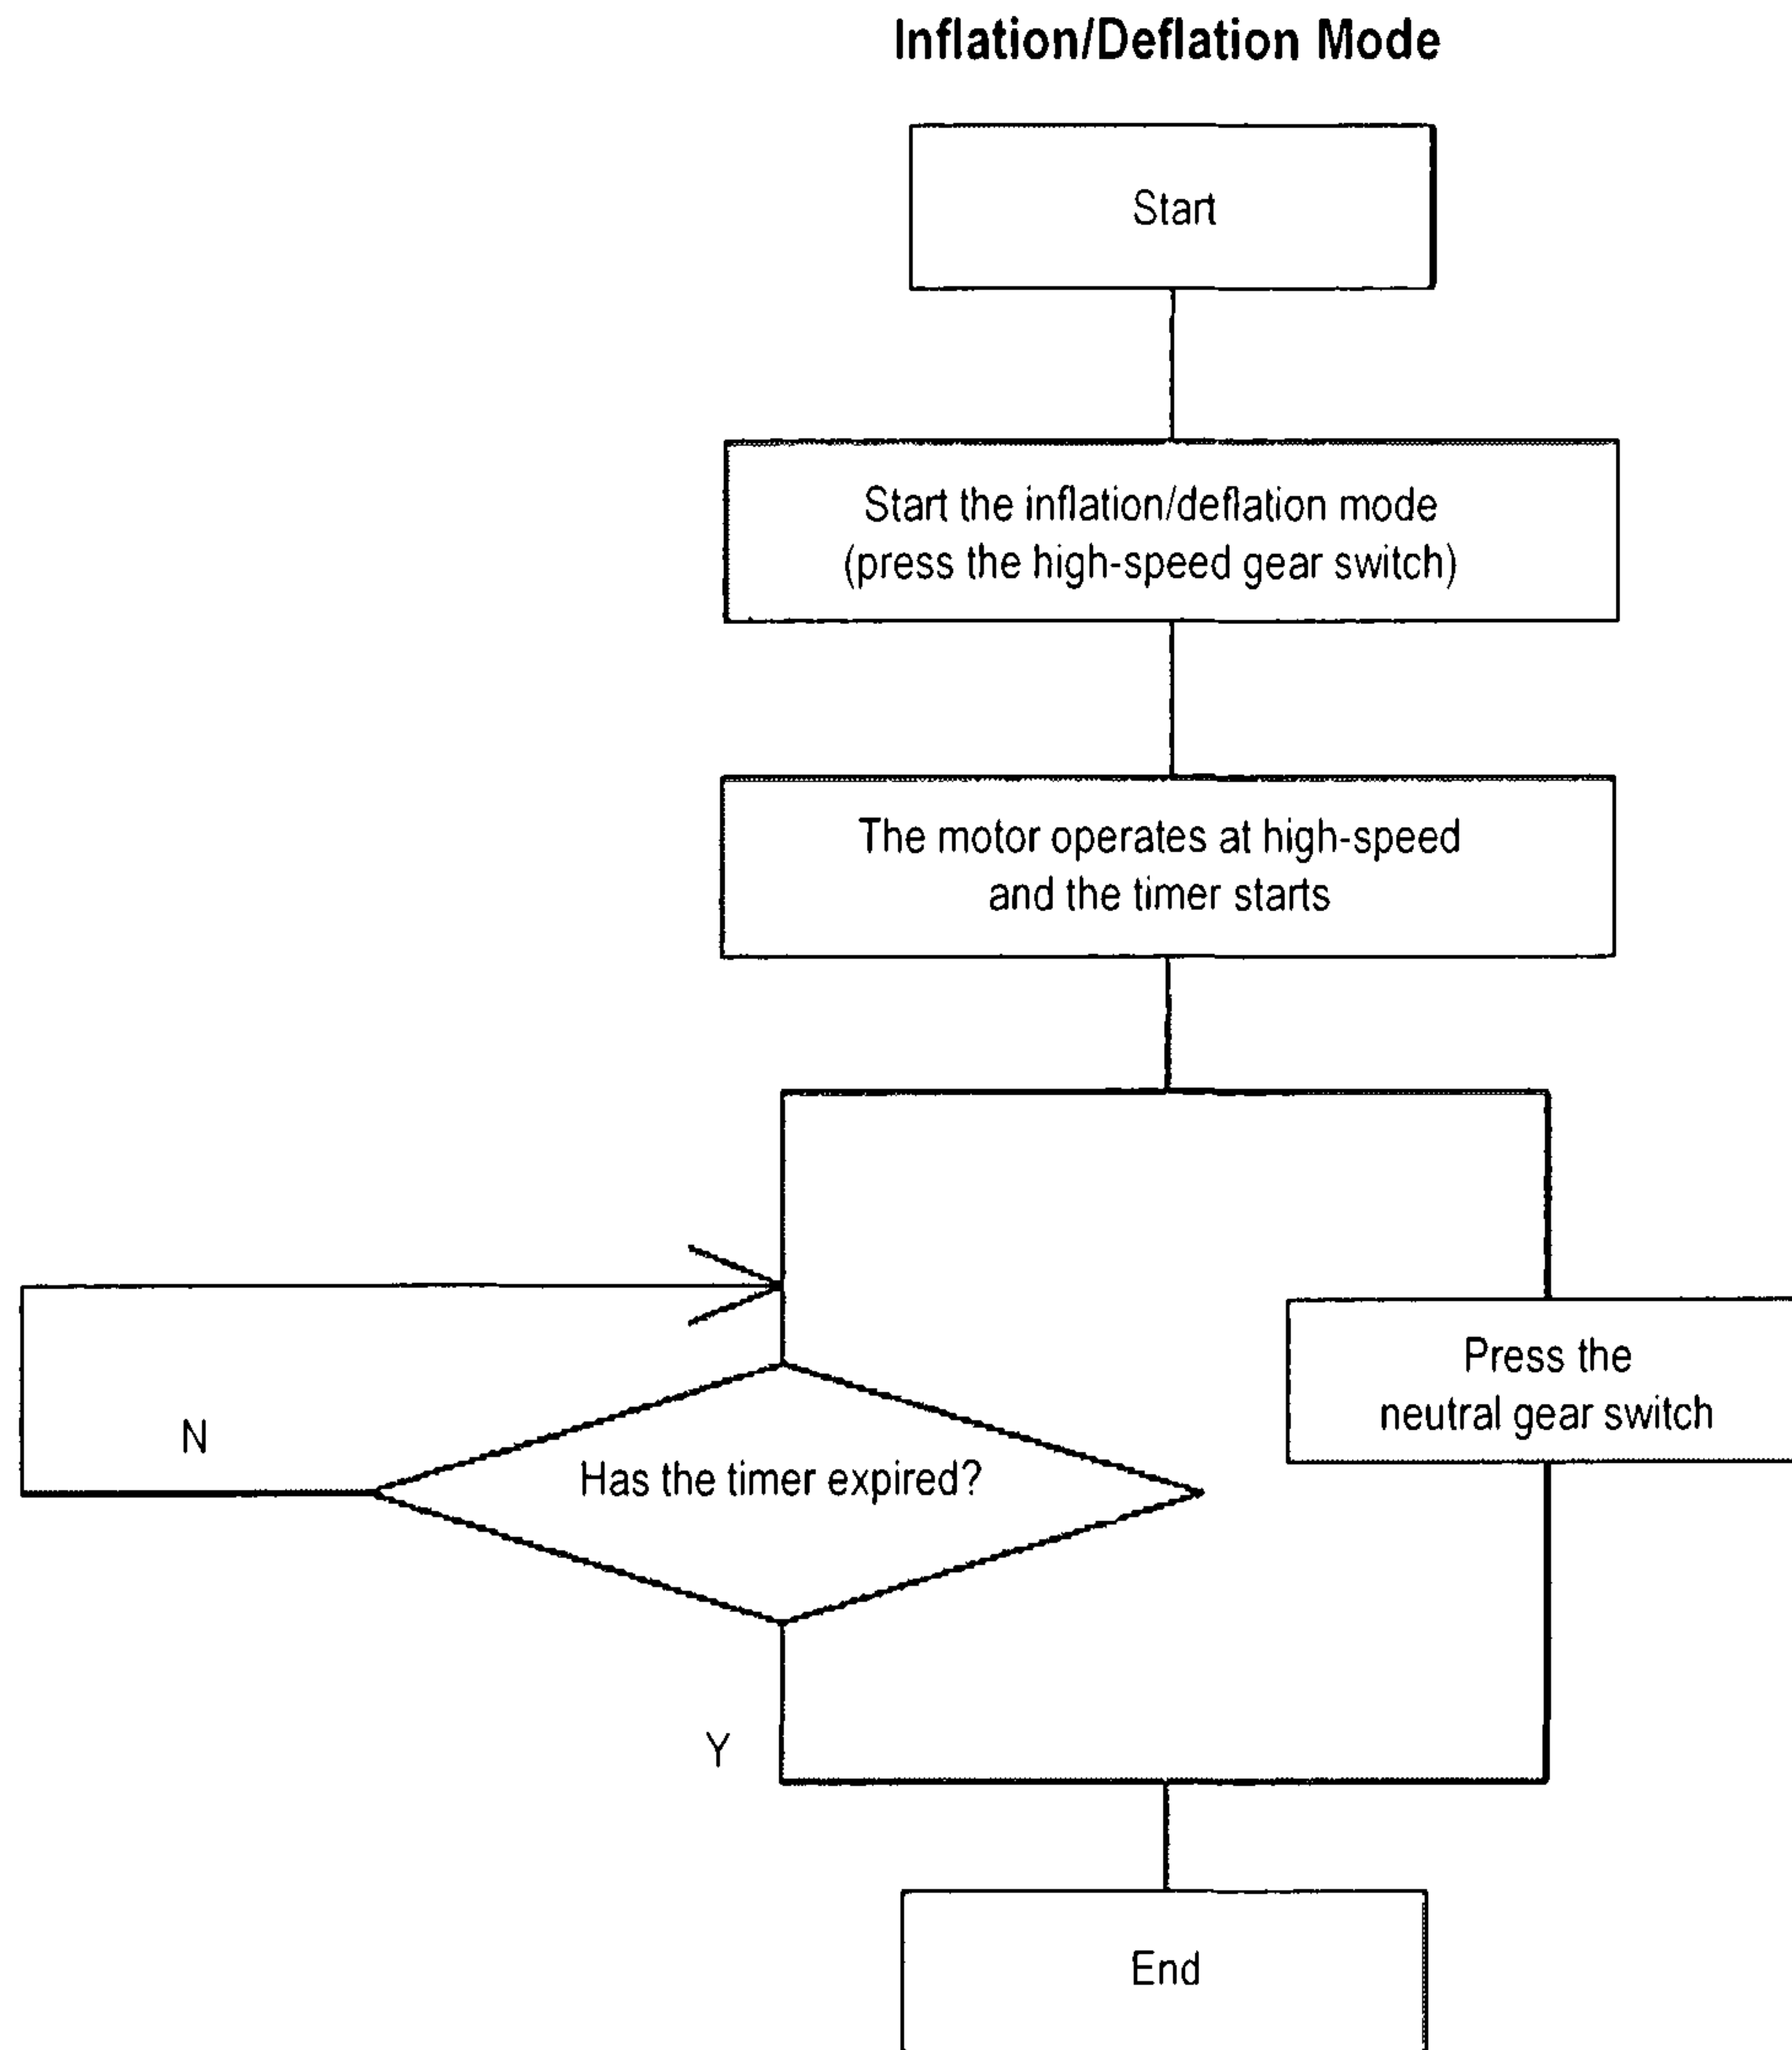 Inflation/Deflation Mode
Start
Start the inflation/deflation mode
(press the high-speed gear switch)
The motor operates at high-speed
and the timer starts
Press the
neutral gear switch
N
Has the timer expired?
Y
End